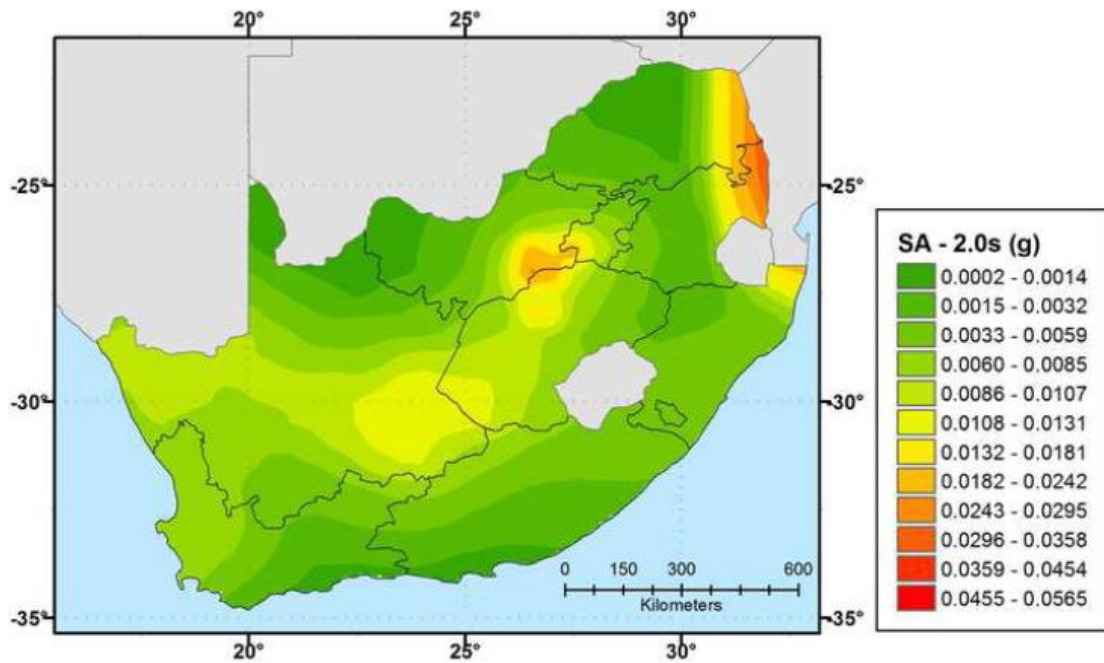 20° 25° 30°
-25° -25°
-30° -30°
-35° -35°
20° 25° 30°
0 150 300 600
Kilometers
SA - 2.0s (g)
0.0002 - 0.0014
0.0015 - 0.0032
0.0033 - 0.0059
0.0060 - 0.0085
0.0086 - 0.0107
0.0108 - 0.0131
0.0132 - 0.0181
0.0182 - 0.0242
0.0243 - 0.0295
0.0296 - 0.0358
0.0359 - 0.0454
0.0455 - 0.0565